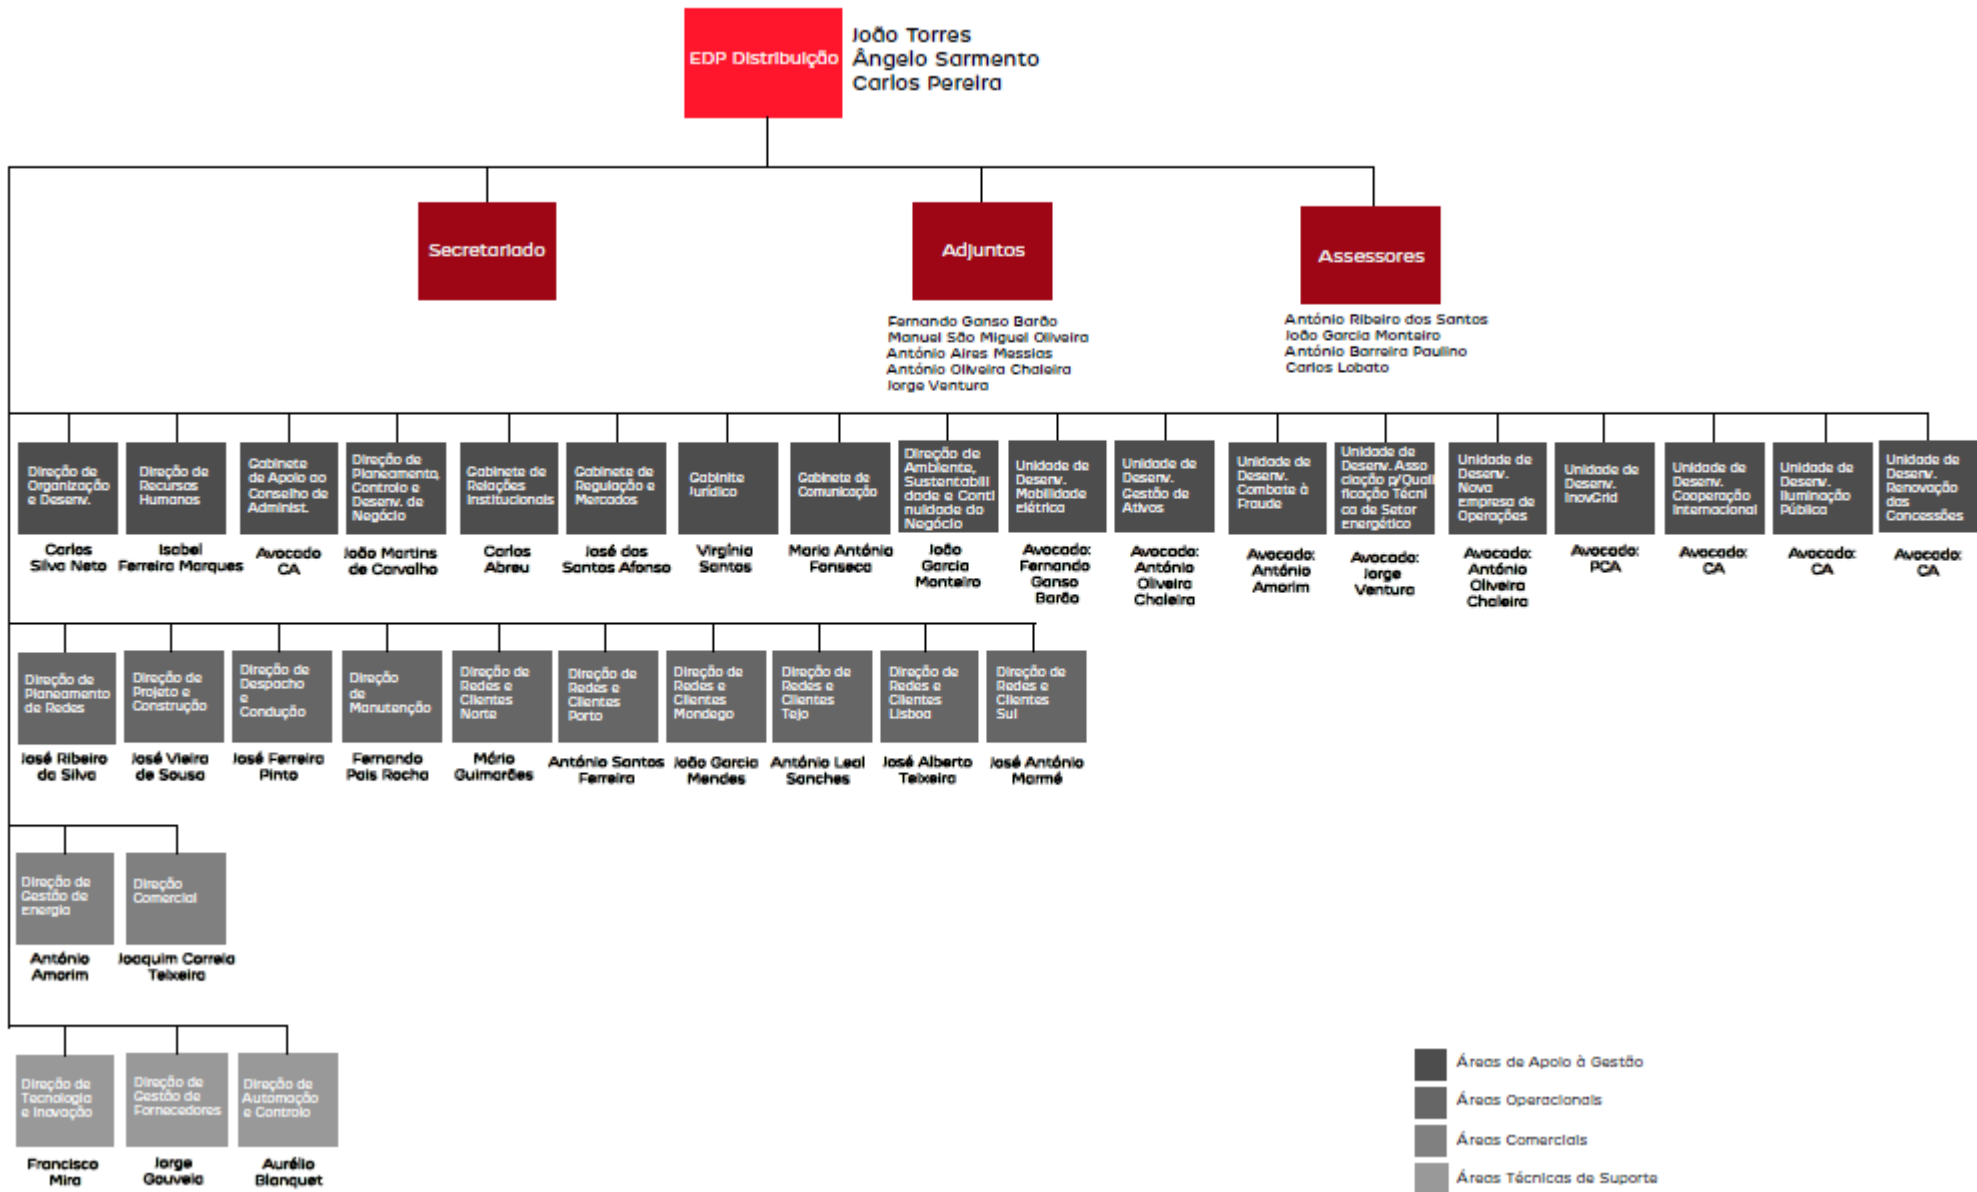 EDP Distribuição
João Torres
Ângelo Sarmento
Carlos Pereira
Secretariado
Adjuntos
Assessores
Fernando Ganso Barão
Manuel São Miguel Oliveira
António Aires Messias
António Oliveira Chaleira
Jorge Ventura
António Ribeiro dos Santos
João Garcia Monteiro
António Barreira Paulino
Carlos Lobato
Direção de
Organização
e Desenv.
Carlos
Silva Neto
Direção de
Recursos
Humanos
Isabel
Ferreira Marques
Gabinete
de Apoio ao
Conselho de
Administ.
Avocado
CA
Direção de
Planeamento,
Controlo e
Desenv. de
Negócio
João Martins
de Carvalho
Gabinete de
Relações
Institucionais
Carlos
Abreu
Gabinete de
Regulação e
Mercados
José dos
Santos Afonso
Gabinite
Jurídico
Virgínia
Santos
Gabinete de
Comunicação
Maria Antónia
Fonseca
Direção de
Ambiente,
Sustentabili
dade e Conti
nuidade do
Negócio
João
Garcia
Monteiro
Unidade de
Desenv.
Mobilidade
Elétrica
Avocado:
Fernando
Ganso
Barão
Unidade de
Desenv.
Gestão de
Ativos
Avocado:
António
Oliveira
Chaleira
Unidade de
Desenv.
Combate à
Fraude
Avocado:
António
Amorim
Unidade de
Desenv. Asso
ciação p/Quali
ficação Técni
ca de Setor
Energético
Avocado:
Jorge
Ventura
Unidade de
Desenv.
Nova
Empresa de
Operações
Avocado:
António
Oliveira
Chaleira
Unidade de
Desenv.
InovGrid
Avocado:
PCA
Unidade de
Desenv.
Cooperação
Internacional
Avocado:
CA
Unidade de
Desenv.
Iluminação
Pública
Avocado:
CA
Unidade de
Desenv.
Renovação
das
Concessões
Avocado:
CA
Direção de
Planeamento
de Redes
José Ribeiro
da Silva
Direção de
Projeto e
Construção
José Vieira
de Sousa
Direção de
Despacho
e
Condução
José Ferreira
Pinto
Direção
de
Manutenção
Fernando
Pais Rocha
Direção de
Redes e
Clientes
Norte
Mário
Guimarães
Direção de
Redes e
Clientes
Porto
António Santos
Ferreira
Direção de
Redes e
Clientes
Mondego
João Garcia
Mendes
Direção de
Redes e
Clientes
Tejo
António Leal
Sanches
Direção de
Redes e
Clientes
Lisboa
José Alberto
Teixeira
Direção de
Redes e
Clientes
Sul
José António
Marmé
Direção de
Gestão de
Energia
António
Amorim
Direção
Comercial
Joaquim Correia
Teixeira
Direção de
Tecnologia
e Inovação
Francisco
Mira
Direção de
Gestão de
Fornecedores
Jorge
Gouveia
Direção de
Automação
e Controlo
Aurélio
Blanquet
Áreas de Apoio à Gestão
Áreas Operacionais
Áreas Comerciais
Áreas Técnicas de Suporte